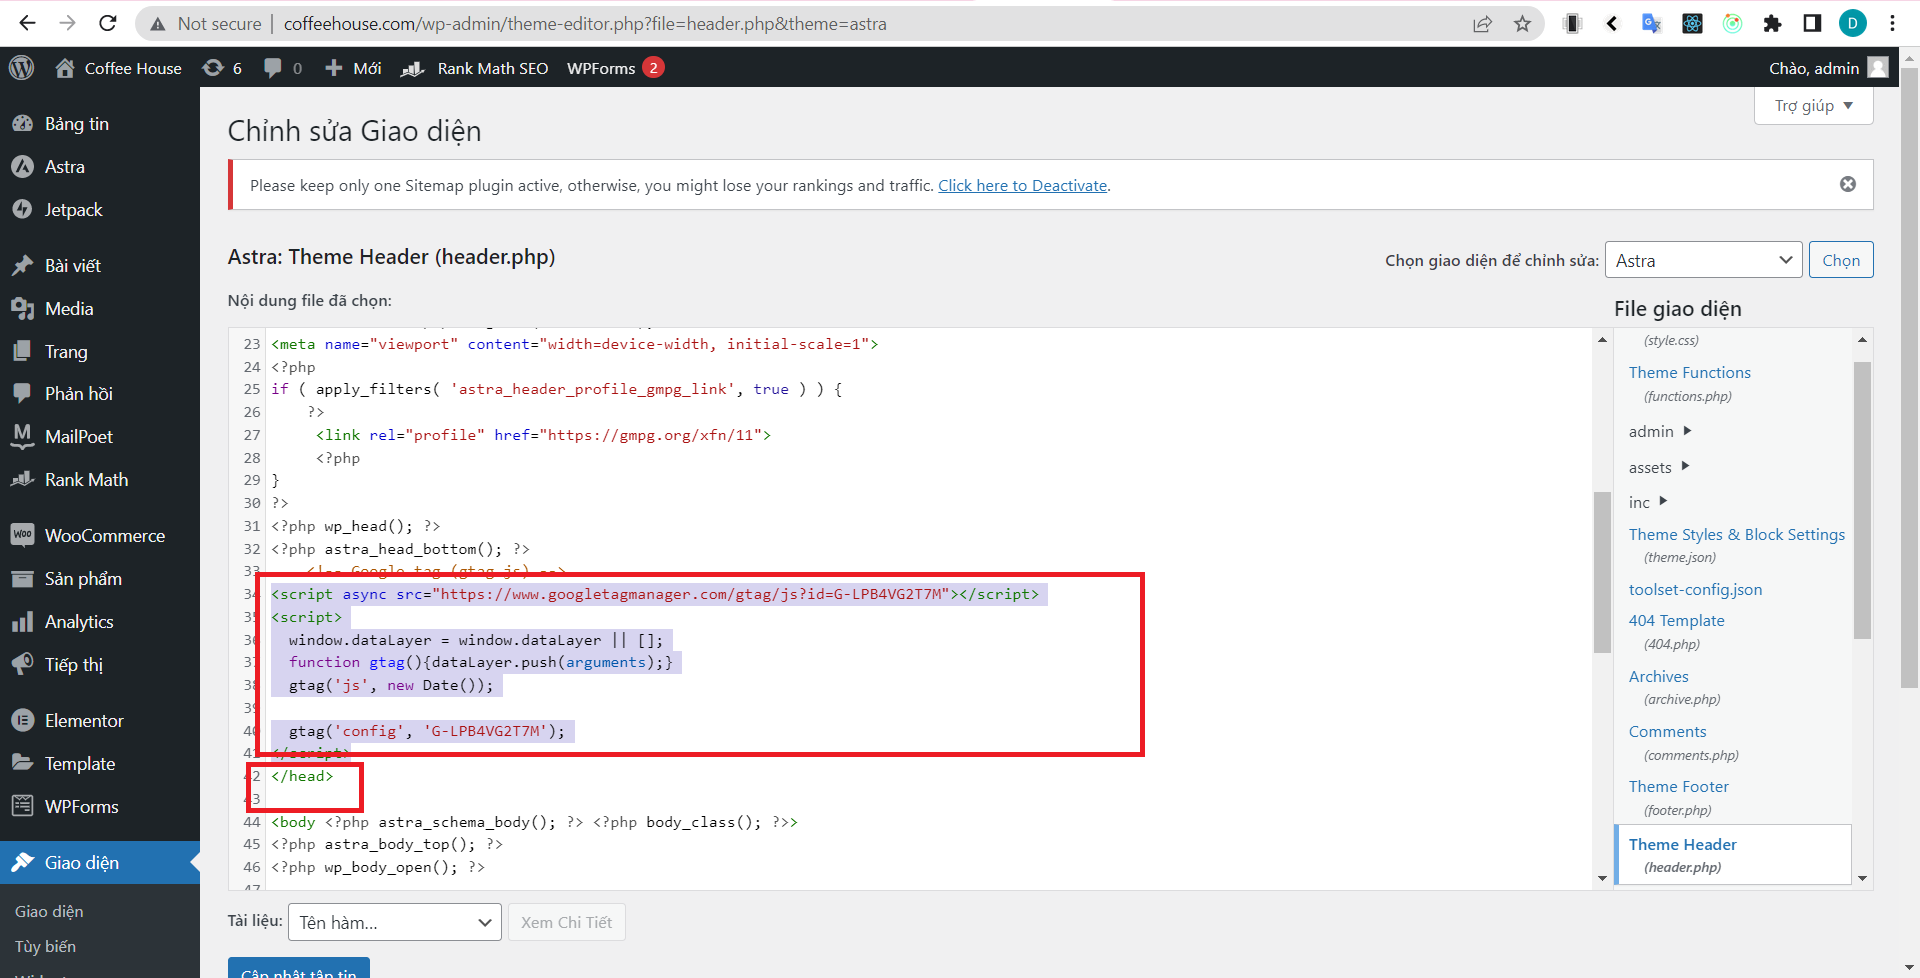 Not secure
coffeehouse.com/wp-admin/theme-editor.php?file=header.php&theme=astra
D
Coffee House
6
0
Mới
Rank Math SEO
WPForms 2
Chào, admin
Bảng tin
Astra
Jetpack
Bài viết
Media
Trang
Phản hồi
MailPoet
Rank Math
WooCommerce
Sản phẩm
Analytics
Tiếp thị
Elementor
Template
WPForms
Giao diện
Giao diện
Tùy biến
Trợ giúp
Chỉnh sửa Giao diện
Please keep only one Sitemap plugin active, otherwise, you might lose your rankings and traffic. Click here to Deactivate.
Astra: Theme Header (header.php)
Chọn giao diện để chỉnh sửa: Astra Chọn
Nội dung file đã chọn:
23 <meta name="viewport" content="width=device-width, initial-scale=1">
24 <?php
25 if ( apply_filters( 'astra_header_profile_gmpg_link', true ) ) {
26 ?>
27 <link rel="profile" href="https://gmpg.org/xfn/11">
28 <?php
29 }
30 ?>
31 <?php wp_head(); ?>
32 <?php astra_head_bottom(); ?>
33 <!-- Google tag (gtag.js) -->
34 <script async src="https://www.googletagmanager.com/gtag/js?id=G-LPB4VG2T7M"></script>
35 <script>
36 window.dataLayer = window.dataLayer || [];
37 function gtag(){dataLayer.push(arguments);}
38 gtag('js', new Date());
39
40 gtag('config', 'G-LPB4VG2T7M');
41 </script>
42 </head>
43
44 <body <?php astra_schema_body(); ?> <?php body_class(); ?>>
45 <?php astra_body_top(); ?>
46 <?php wp_body_open(); ?>
47
File giao diện
(style.css)
Theme Functions
(functions.php)
admin
assets
inc
Theme Styles & Block Settings
(theme.json)
toolset-config.json
404 Template
(404.php)
Archives
(archive.php)
Comments
(comments.php)
Theme Footer
(footer.php)
Theme Header
(header.php)
Tài liệu: Tên hàm... Xem Chi Tiết
Cập nhật tập tin